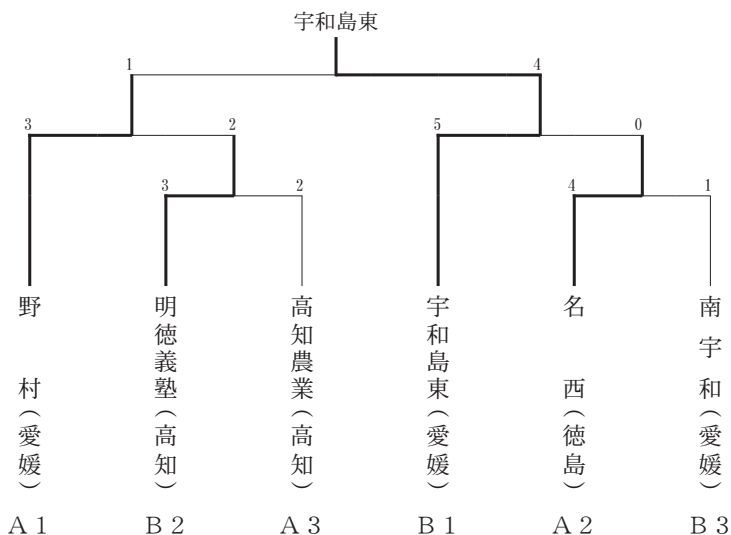 宇和島東
1 4
3 2 5 0
3 2 4 1
野村(愛媛)
明徳義塾(高知)
高知農業(高知)
宇和島東(愛媛)
名西(徳島)
南宇和(愛媛)
A1 B2 A3 B1 A2 B3